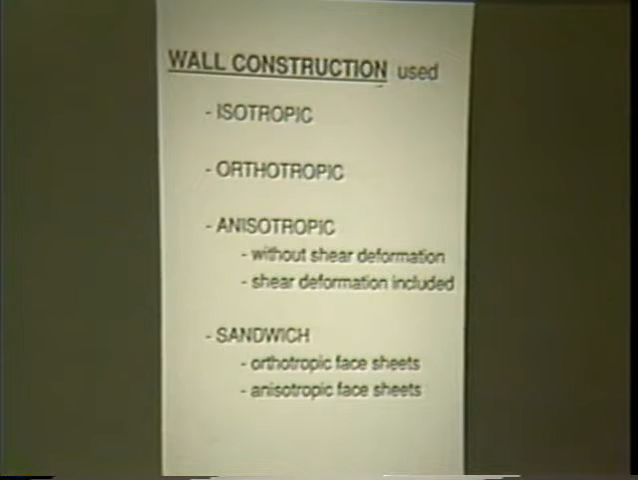 WALL CONSTRUCTION used
- ISOTROPIC
- ORTHOTROPIC
- ANISOTROPIC
- without shear deformation
- shear deformation included
- SANDWICH
- orthotropic face sheets
- anisotropic face sheets